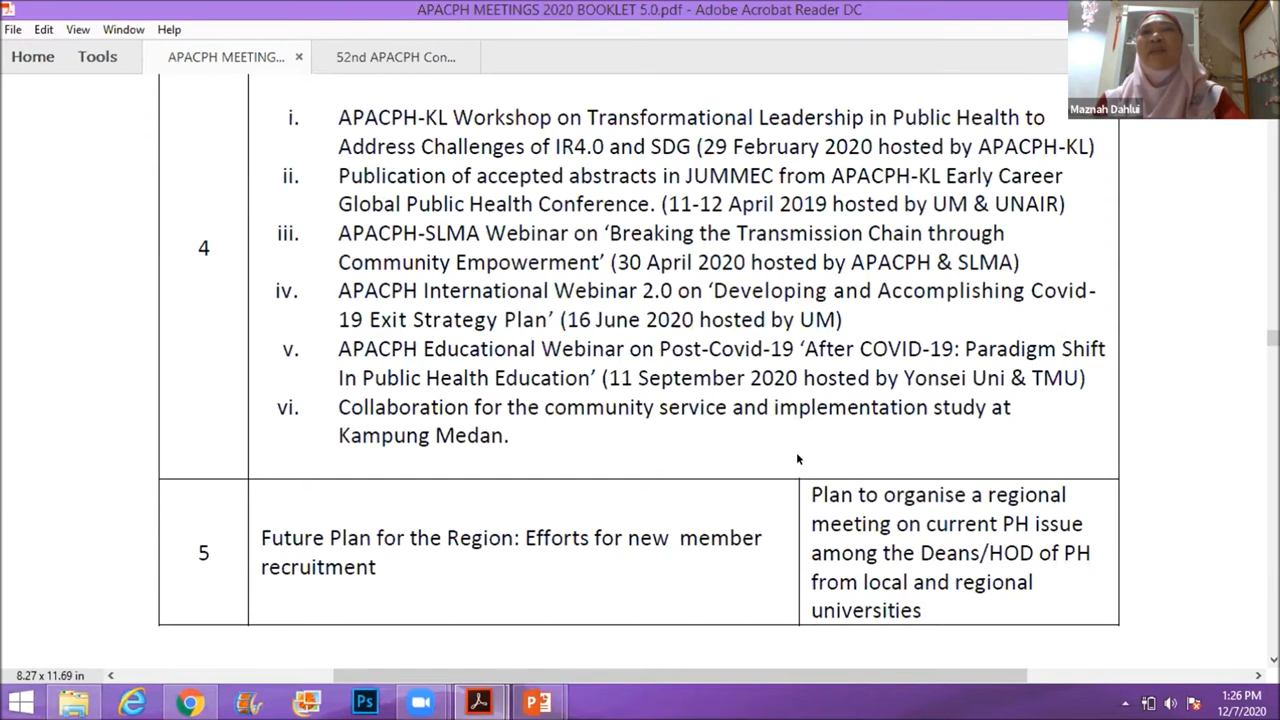 APACPH MEETINGS 2020 BOOKLET 5.0.pdf - Adobe Acrobat Reader DC
File Edit View Window Help
Home Tools APACPH MEETING... × 52nd APACPH Con...
Maznah Dahlui
i. APACPH-KL Workshop on Transformational Leadership in Public Health to
Address Challenges of IR4.0 and SDG (29 February 2020 hosted by APACPH-KL)
ii. Publication of accepted abstracts in JUMMEC from APACPH-KL Early Career
Global Public Health Conference. (11-12 April 2019 hosted by UM & UNAIR)
iii. APACPH-SLMA Webinar on ‘Breaking the Transmission Chain through
4
Community Empowerment’ (30 April 2020 hosted by APACPH & SLMA)
iv. APACPH International Webinar 2.0 on ‘Developing and Accomplishing Covid-
19 Exit Strategy Plan’ (16 June 2020 hosted by UM)
v. APACPH Educational Webinar on Post-Covid-19 ‘After COVID-19: Paradigm Shift
In Public Health Education’ (11 September 2020 hosted by Yonsei Uni & TMU)
vi. Collaboration for the community service and implementation study at
Kampung Medan.
5
Future Plan for the Region: Efforts for new member
recruitment
Plan to organise a regional
meeting on current PH issue
among the Deans/HOD of PH
from local and regional
universities
8.27 x 11.69 in
Ps
1:26 PM
12/7/2020